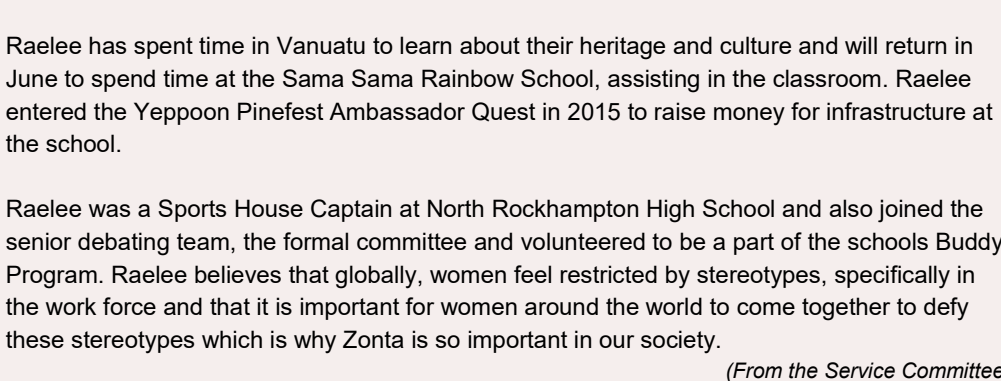 Raelee has spent time in Vanuatu to learn about their heritage and culture and will return in
June to spend time at the Sama Sama Rainbow School, assisting in the classroom. Raelee
entered the Yeppoon Pinefest Ambassador Quest in 2015 to raise money for infrastructure at
the school.
Raelee was a Sports House Captain at North Rockhampton High School and also joined the
senior debating team, the formal committee and volunteered to be a part of the schools Buddy
Program. Raelee believes that globally, women feel restricted by stereotypes, specifically in
the work force and that it is important for women around the world to come together to defy
these stereotypes which is why Zonta is so important in our society.
(From the Service Committee